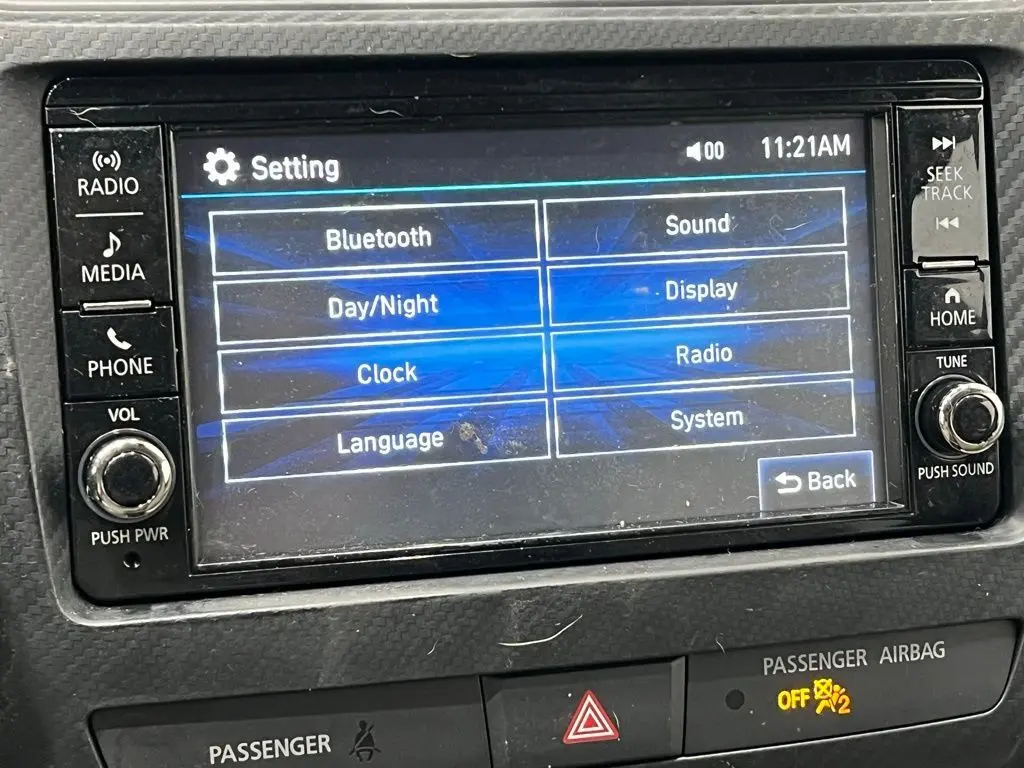 RADIO
MEDIA
PHONE
VOL
PUSH PWR
Setting
00
11:21AM
Bluetooth
Sound
Day/Night
Display
Clock
Radio
Language
System
Back
SEEK
TRACK
HOME
TUNE
PUSH SOUND
PASSENGER
PASSENGER AIRBAG
OFF
2